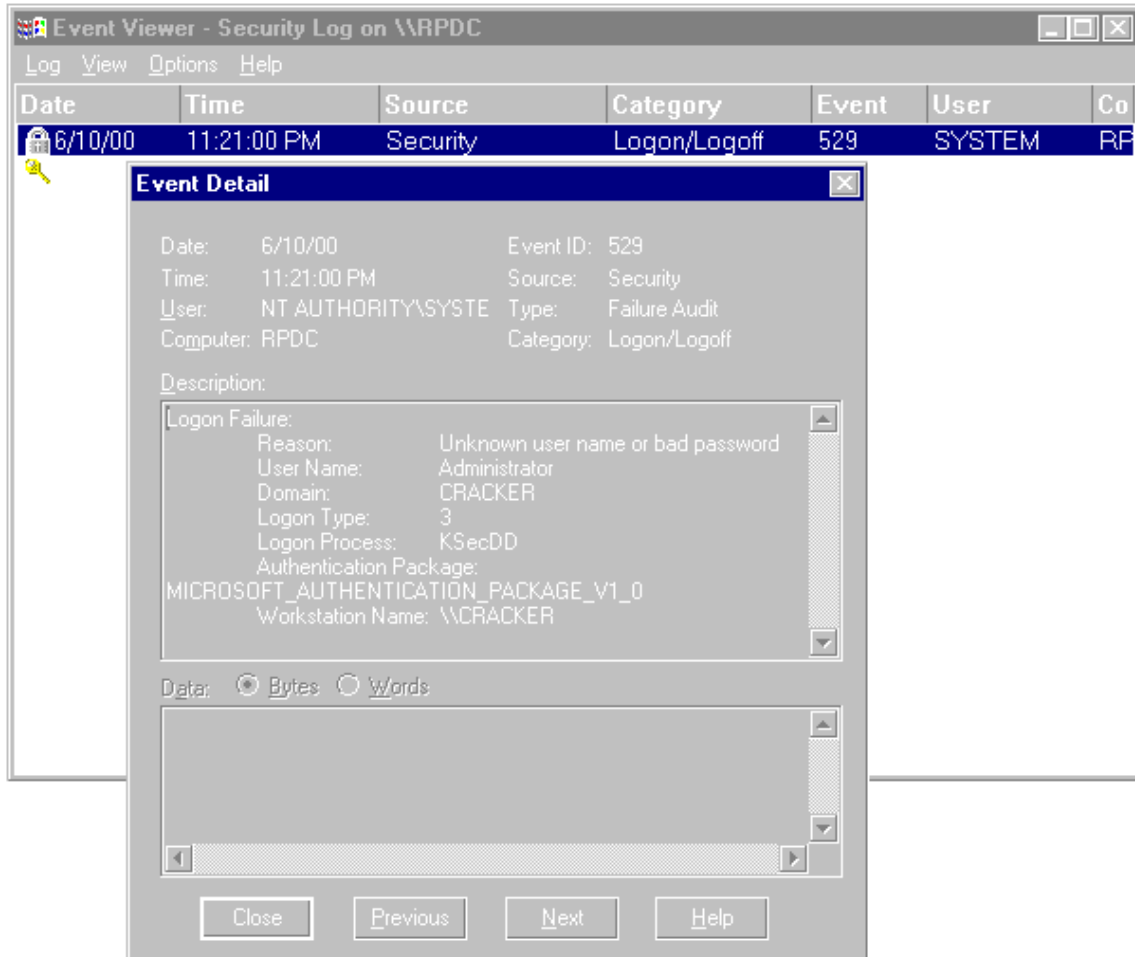 Event Viewer - Security Log on \\RPDC
Log View Options Help
Date Time Source Category Event User Co
6/10/00 11:21:00 PM Security Logon/Logoff 529 SYSTEM RP
Event Detail
Date: 6/10/00 Event ID: 529
Time: 11:21:00 PM Source: Security
User: NT AUTHORITY\SYSTE Type: Failure Audit
Computer: RPDC Category: Logon/Logoff
Description:
Logon Failure:
Reason: Unknown user name or bad password
User Name: Administrator
Domain: CRACKER
Logon Type: 3
Logon Process: KSecDD
Authentication Package:
MICROSOFT_AUTHENTICATION_PACKAGE_V1_0
Workstation Name: \\CRACKER
Data: Bytes Words
Close Previous Next Help